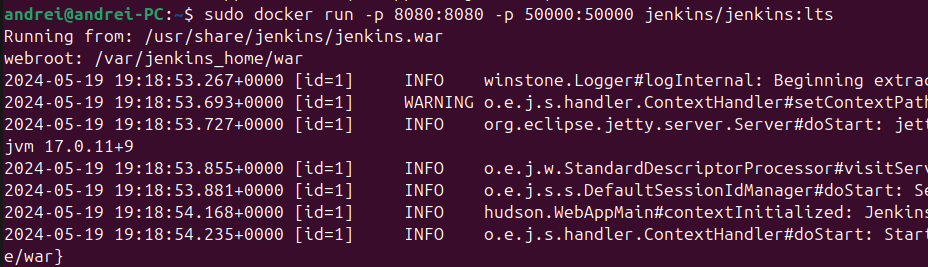 andrei@andrei-PC:~$ sudo docker run -p 8080:8080 -p 50000:50000 jenkins/jenkins:lts
Running from: /usr/share/jenkins/jenkins.war
webroot: /var/jenkins_home/war
2024-05-19 19:18:53.267+0000 [id=1] INFO winstone.Logger#logInternal: Beginning extrac
2024-05-19 19:18:53.693+0000 [id=1] WARNING o.e.j.s.handler.ContextHandler#setContextPath
2024-05-19 19:18:53.727+0000 [id=1] INFO org.eclipse.jetty.server.Server#doStart: jett
jvm 17.0.11+9
2024-05-19 19:18:53.855+0000 [id=1] INFO o.e.j.w.StandardDescriptorProcessor#visitServ
2024-05-19 19:18:53.881+0000 [id=1] INFO o.e.j.s.s.DefaultSessionIdManager#doStart: Se
2024-05-19 19:18:54.168+0000 [id=1] INFO hudson.WebAppMain#contextInitialized: Jenkins
2024-05-19 19:18:54.235+0000 [id=1] INFO o.e.j.s.handler.ContextHandler#doStart: Start
e/war}